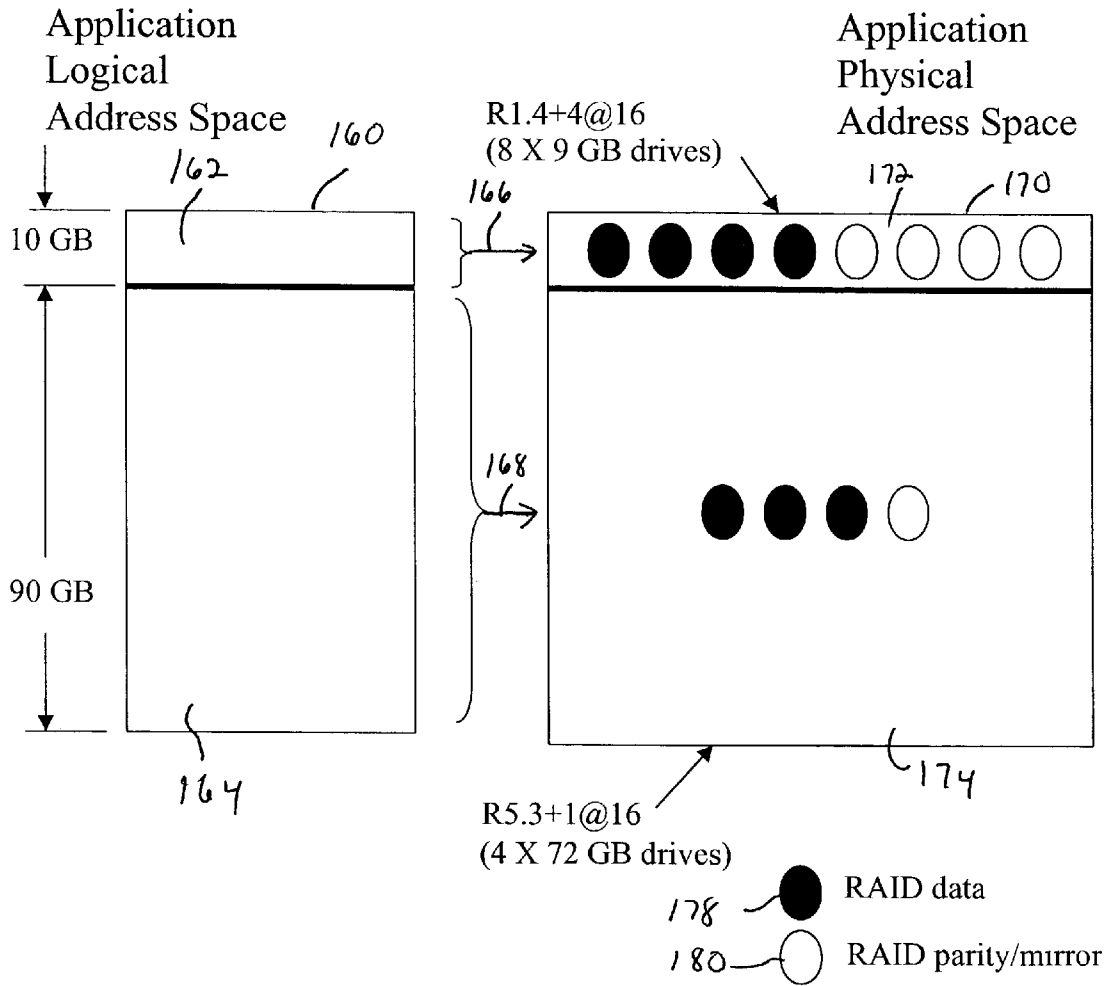 Application
Logical
Address Space
160
162
10 GB
90 GB
164
166
168
R1.4+4@16
(8 X 9 GB drives)
Application
Physical
Address Space
172
170
174
R5.3+1@16
(4 X 72 GB drives)
178
RAID data
180
RAID parity/mirror